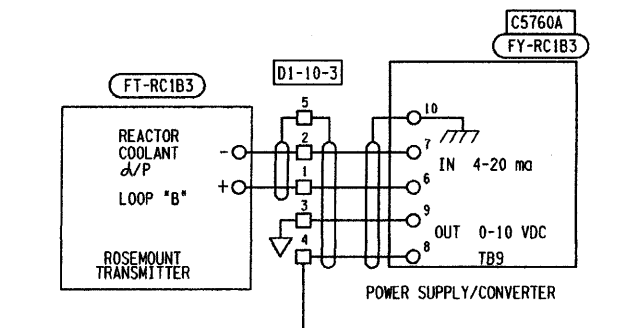 C5760A
FY-RC1B3
D1-10-3
FT-RC1B3
5
10
REACTOR
COOLANT
d/P
LOOP "B"
-
2
7
IN 4-20 ma
+
1
6
3
9
OUT 0-10 VDC
4
8
TB9
ROSEMOUNT
TRANSMITTER
POWER SUPPLY/CONVERTER